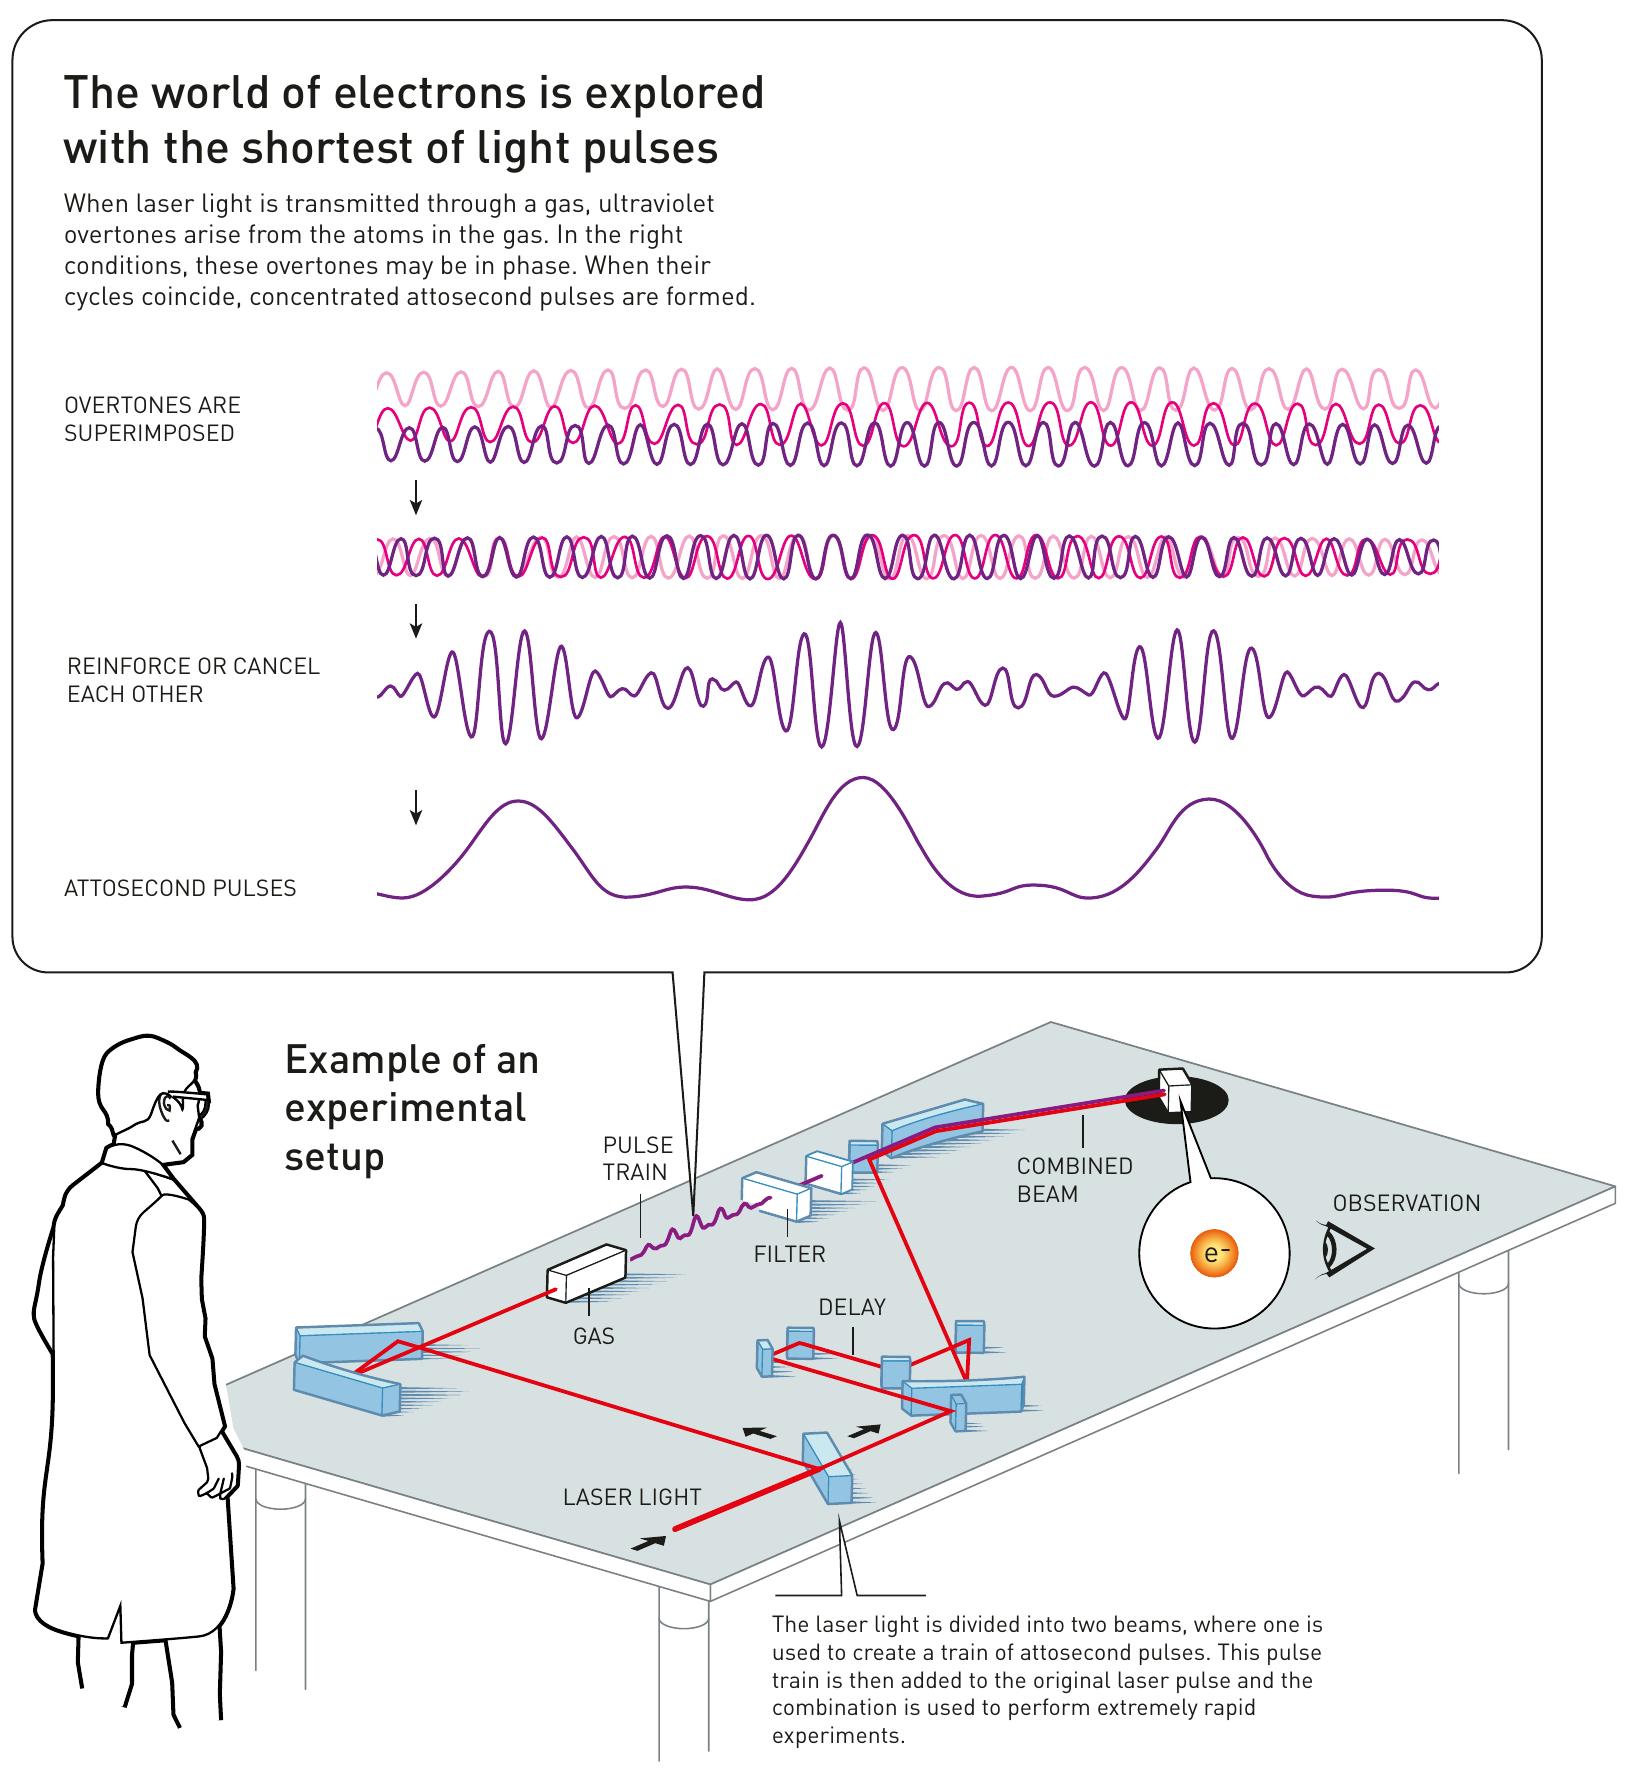 The world of electrons is explored
with the shortest of light pulses
When laser light is transmitted through a gas, ultraviolet
overtones arise from the atoms in the gas. In the right
conditions, these overtones may be in phase. When their
cycles coincide, concentrated attosecond pulses are formed.
OVERTONES ARE
SUPERIMPOSED
REINFORCE OR CANCEL
EACH OTHER
ATTOSECOND PULSES
Example of an
experimental
setup
PULSE
TRAIN
FILTER
GAS
DELAY
COMBINED
BEAM
OBSERVATION
e-
LASER LIGHT
The laser light is divided into two beams, where one is
used to create a train of attosecond pulses. This pulse
train is then added to the original laser pulse and the
combination is used to perform extremely rapid
experiments.